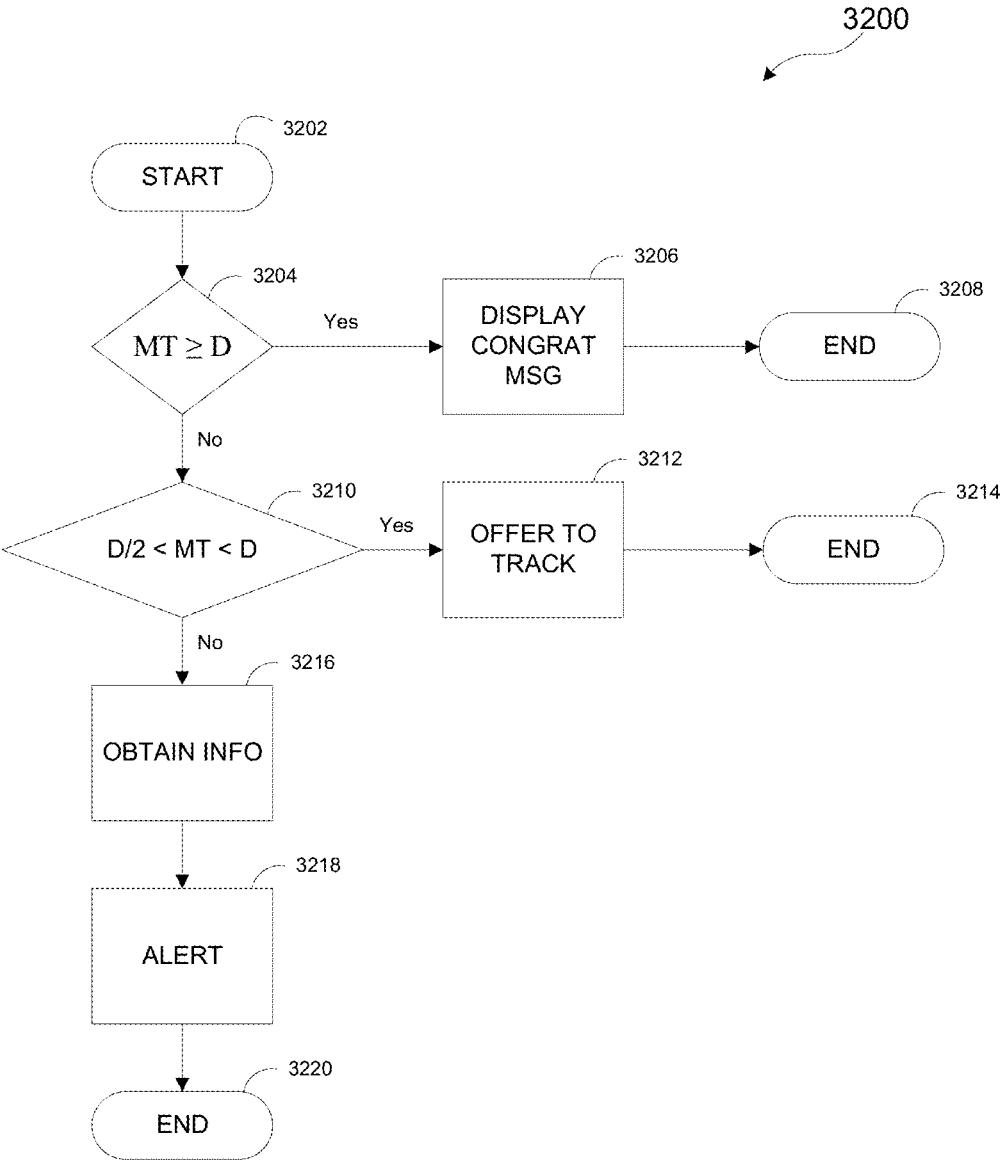 3200
3202
START
3204
MT ≥ D
Yes
3206
DISPLAY
CONGRAT
MSG
3208
END
No
3210
D/2 < MT < D
Yes
3212
OFFER TO
TRACK
3214
END
No
3216
OBTAIN INFO
3218
ALERT
3220
END